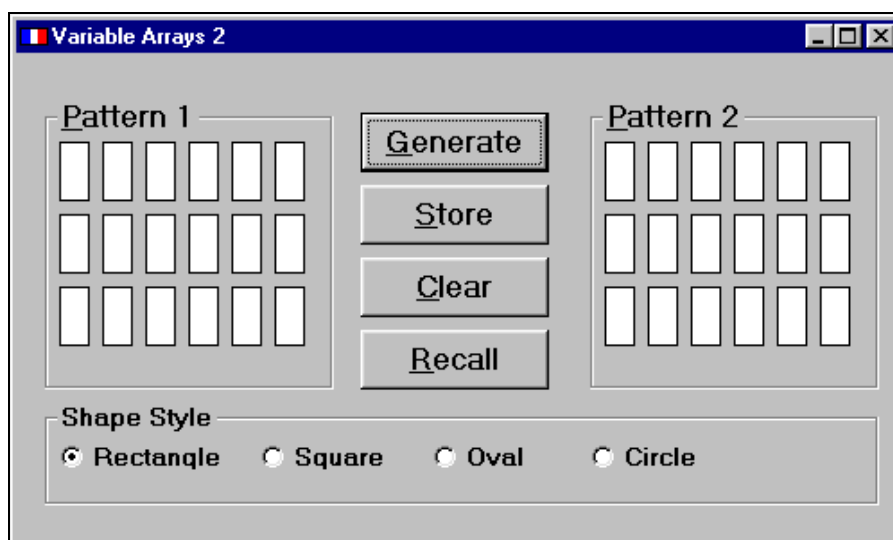 Variable Arrays 2
Pattern 1
Generate
Pattern 2
Store
Clear
Recall
Shape Style
Rectangle
Square
Oval
Circle